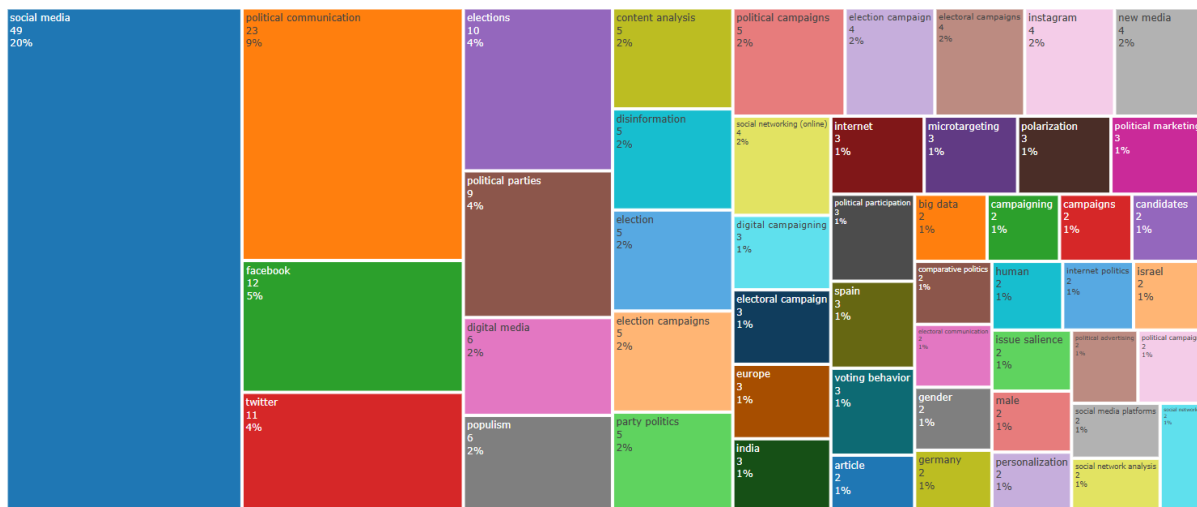 social media
49
20%
political communication
23
9%
facebook
12
5%
twitter
11
4%
elections
10
4%
political parties
9
4%
digital media
6
2%
populism
6
2%
content analysis
5
2%
disinformation
5
2%
election
5
2%
election campaigns
5
2%
party politics
5
2%
political campaigns
5
2%
election campaign
4
2%
electoral campaigns
4
2%
instagram
4
2%
new media
4
2%
social networking (online)
4
2%
digital campaigning
3
1%
electoral campaign
3
1%
europe
3
1%
india
3
1%
internet
3
1%
microtargeting
3
1%
polarization
3
1%
political marketing
3
1%
political participation
3
1%
spain
3
1%
voting behavior
3
1%
article
2
1%
big data
2
1%
campaigning
2
1%
campaigns
2
1%
candidates
2
1%
comparative politics
2
1%
electoral communication
2
1%
gender
2
1%
germany
2
1%
human
2
1%
internet politics
2
1%
israel
2
1%
issue salience
2
1%
male
2
1%
personalization
2
1%
political advertising
2
1%
political campaign
2
1%
social media platforms
2
1%
social network analysis
2
1%
social network
2
1%